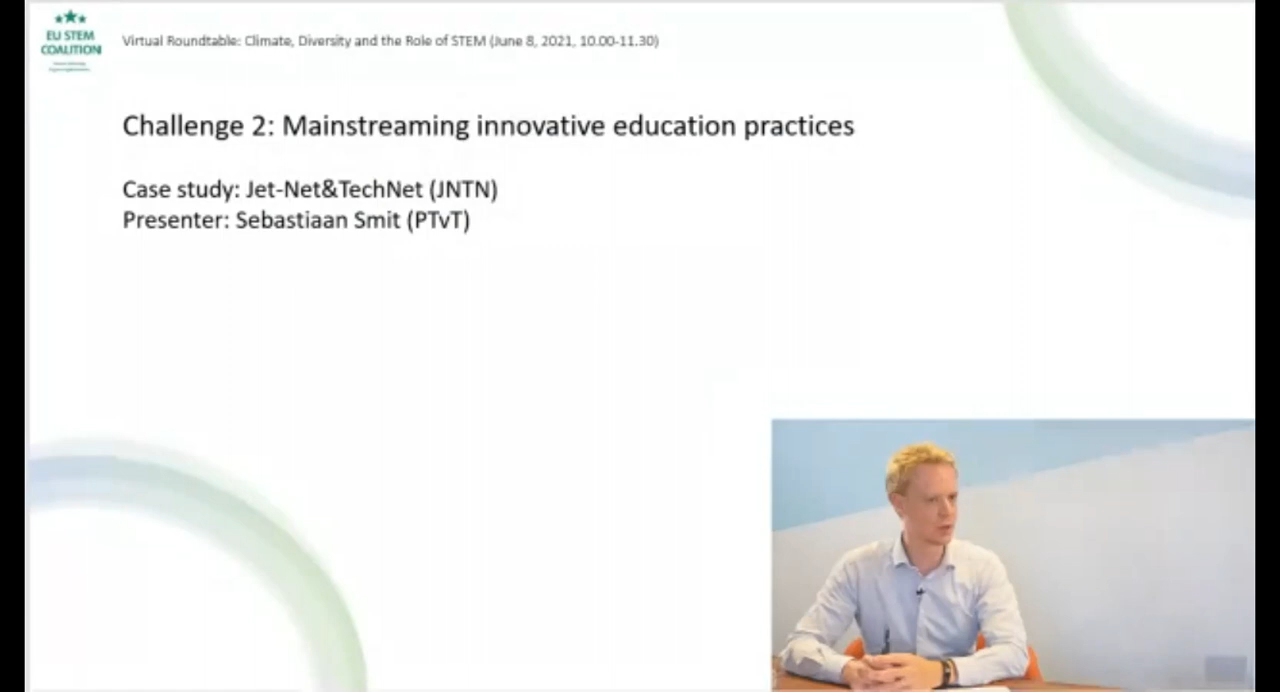 EU STEM
COALITION
Virtual Roundtable: Climate, Diversity and the Role of STEM (June 8, 2021, 10.00-11.30)
Challenge 2: Mainstreaming innovative education practices
Case study: Jet-Net&TechNet (JNTN)
Presenter: Sebastiaan Smit (PTvT)